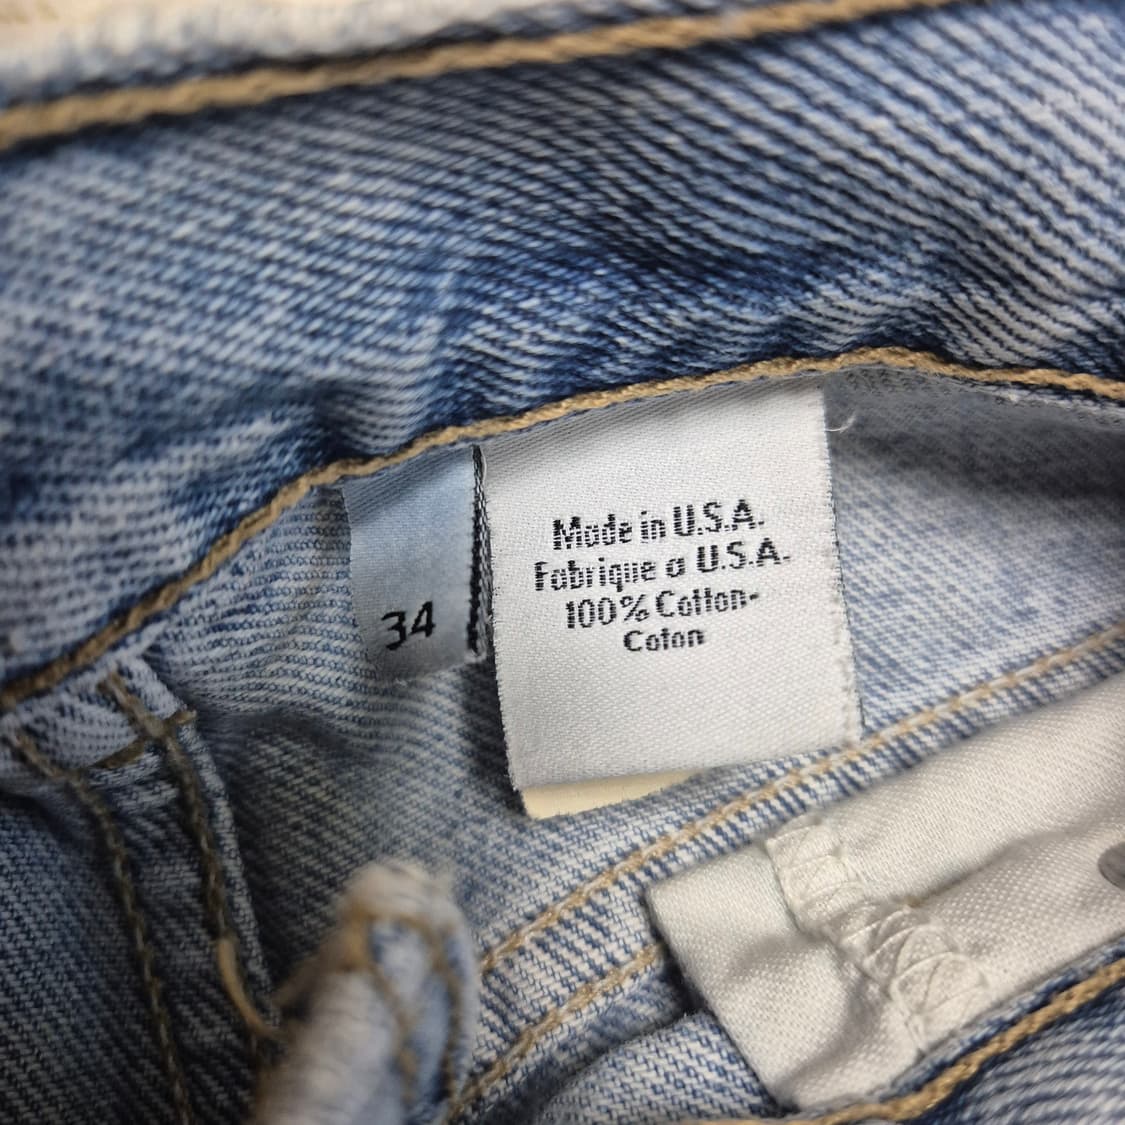 34
Made in U.S.A.
Fabrique a U.S.A.
100% Cotton-
Coton